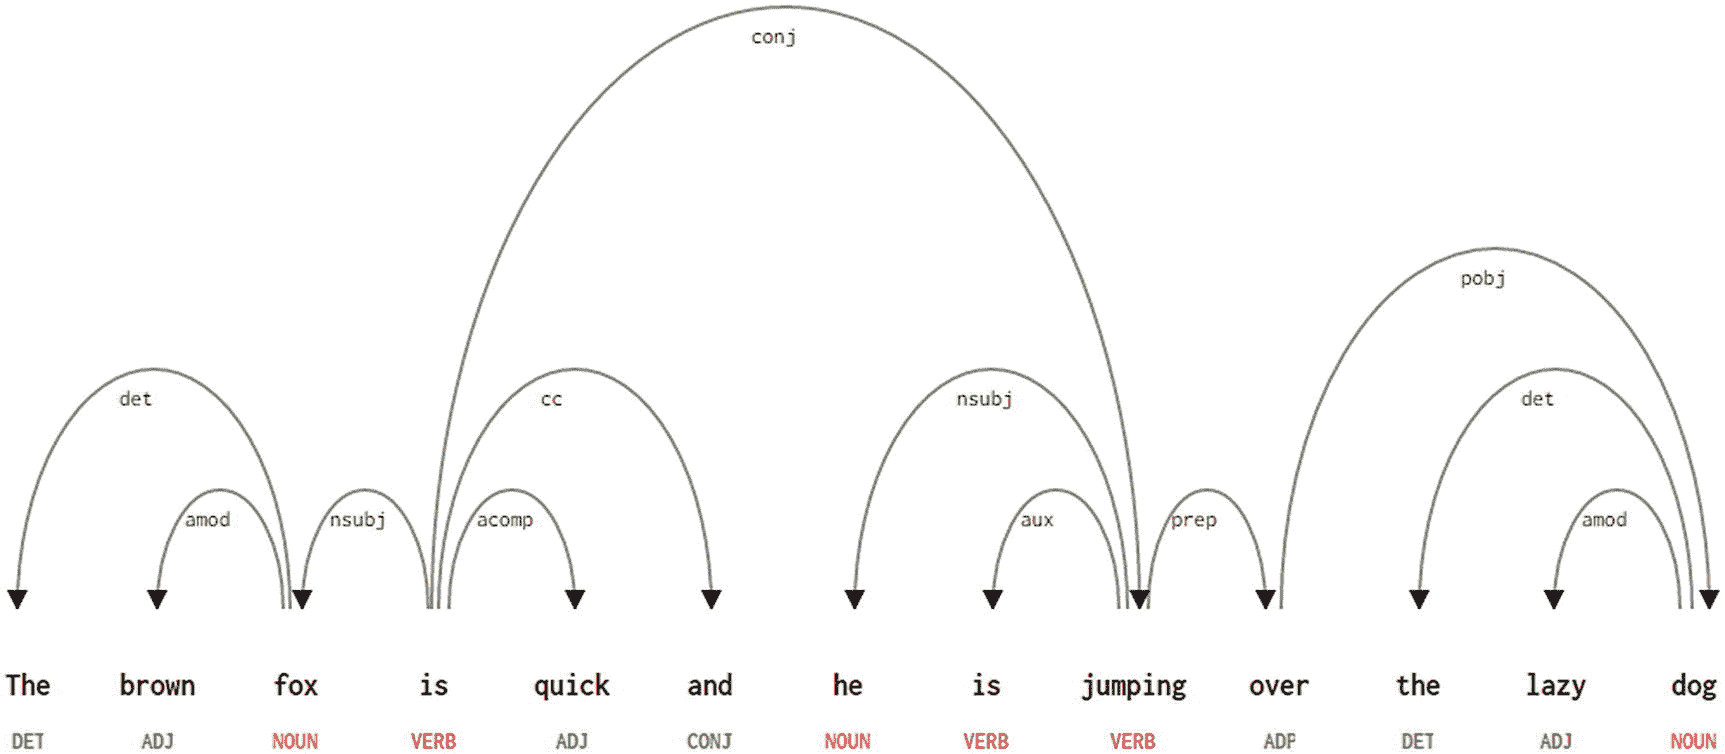 conj
pobj
det cc nsubj det
amod nsubj acomp aux prep amod
The brown fox is quick and he is jumping over the lazy dog
DET ADJ NOUN VERB ADJ CONJ NOUN VERB VERB ADP DET ADJ NOUN